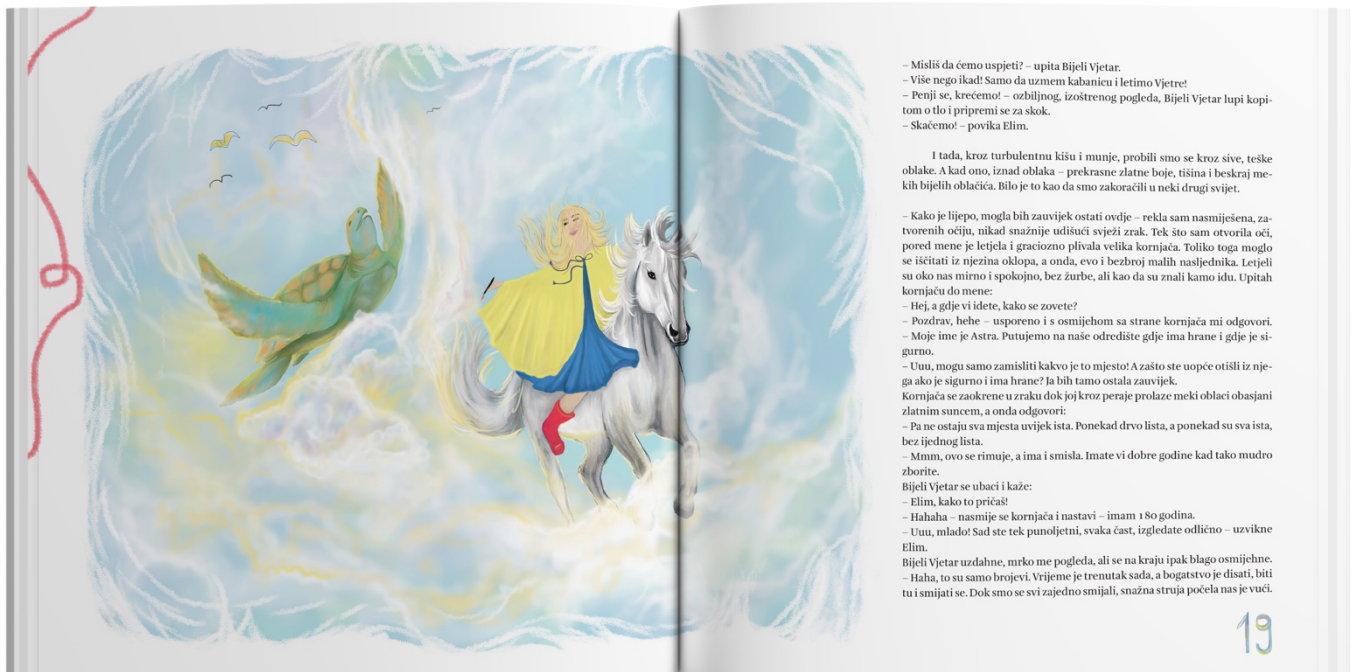 – Misliš da ćemo uspjeti? – upita Bijeli Vjetar.
– Više nego ikad! Samo da uzmem kabanicu i letimo Vjetre!
– Penji se, krećemo! – ozbiljnog, izoštrenog pogleda, Bijeli Vjetar lupi kopi-
tom o tlo i pripremi se za skok.
– Skačemo! – povika Elim.
I tada, kroz turbulentnu kišu i munje, probili smo se kroz sive, teške
oblake. A kad ono, iznad oblaka – prekrasne zlatne boje, tišina i beskraj me-
kih bijelih oblačića. Bilo je to kao da smo zakoračili u neki drugi svijet.
– Kako je lijepo, mogla bih zauvijek ostati ovdje – rekla sam nasmiješena, za-
tvorenih očiju, nikad snažnije udišući svježi zrak. Tek što sam otvorila oči,
pored mene je letjela i graciozno plivala velika kornjača. Toliko toga moglo
se iščitati iz njezina oklopa, a onda, evo i bezbroj malih nasljednika. Letjeli
su oko nas mirno i spokojno, bez žurbe, ali kao da su znali kamo idu. Upitah
kornjaču do mene:
– Hej, a gdje vi idete, kako se zovete?
– Pozdrav, hehe – usporeno i s osmijehom sa strane kornjača mi odgovori.
– Moje ime je Astra. Putujemo na naše odredište gdje ima hrane i gdje je si-
gurno.
– Uuu, mogu samo zamisliti kakvo je to mjesto! A zašto ste uopće otišli iz nje-
ga ako je sigurno i ima hrane? Ja bih tamo ostala zauvijek.
Kornjača se zaokrene u zraku dok joj kroz peraje prolaze meki oblaci obasjani
zlatnim suncem, a onda odgovori:
– Pa ne ostaju sva mjesta uvijek ista. Ponekad drvo lista, a ponekad su sva ista,
bez ijednog lista.
– Mmm, ovo se rimuje, a ima i smisla. Imate vi dobre godine kad tako mudro
zborite.
Bijeli Vjetar se ubaci i kaže:
– Elim, kako to pričaš!
– Hahaha – nasmije se kornjača i nastavi – imam 180 godina.
– Uuu, mlado! Sad ste tek punoljetni, svaka čast, izgledate odlično – uzvikne
Elim.
Bijeli Vjetar uzdahne, mrko me pogleda, ali se na kraju ipak blago osmijehne.
– Haha, to su samo brojevi. Vrijeme je trenutak sada, a bogatstvo je disati, biti
tu i smijati se. Dok smo se svi zajedno smijali, snažna struja počela nas je vući.
19